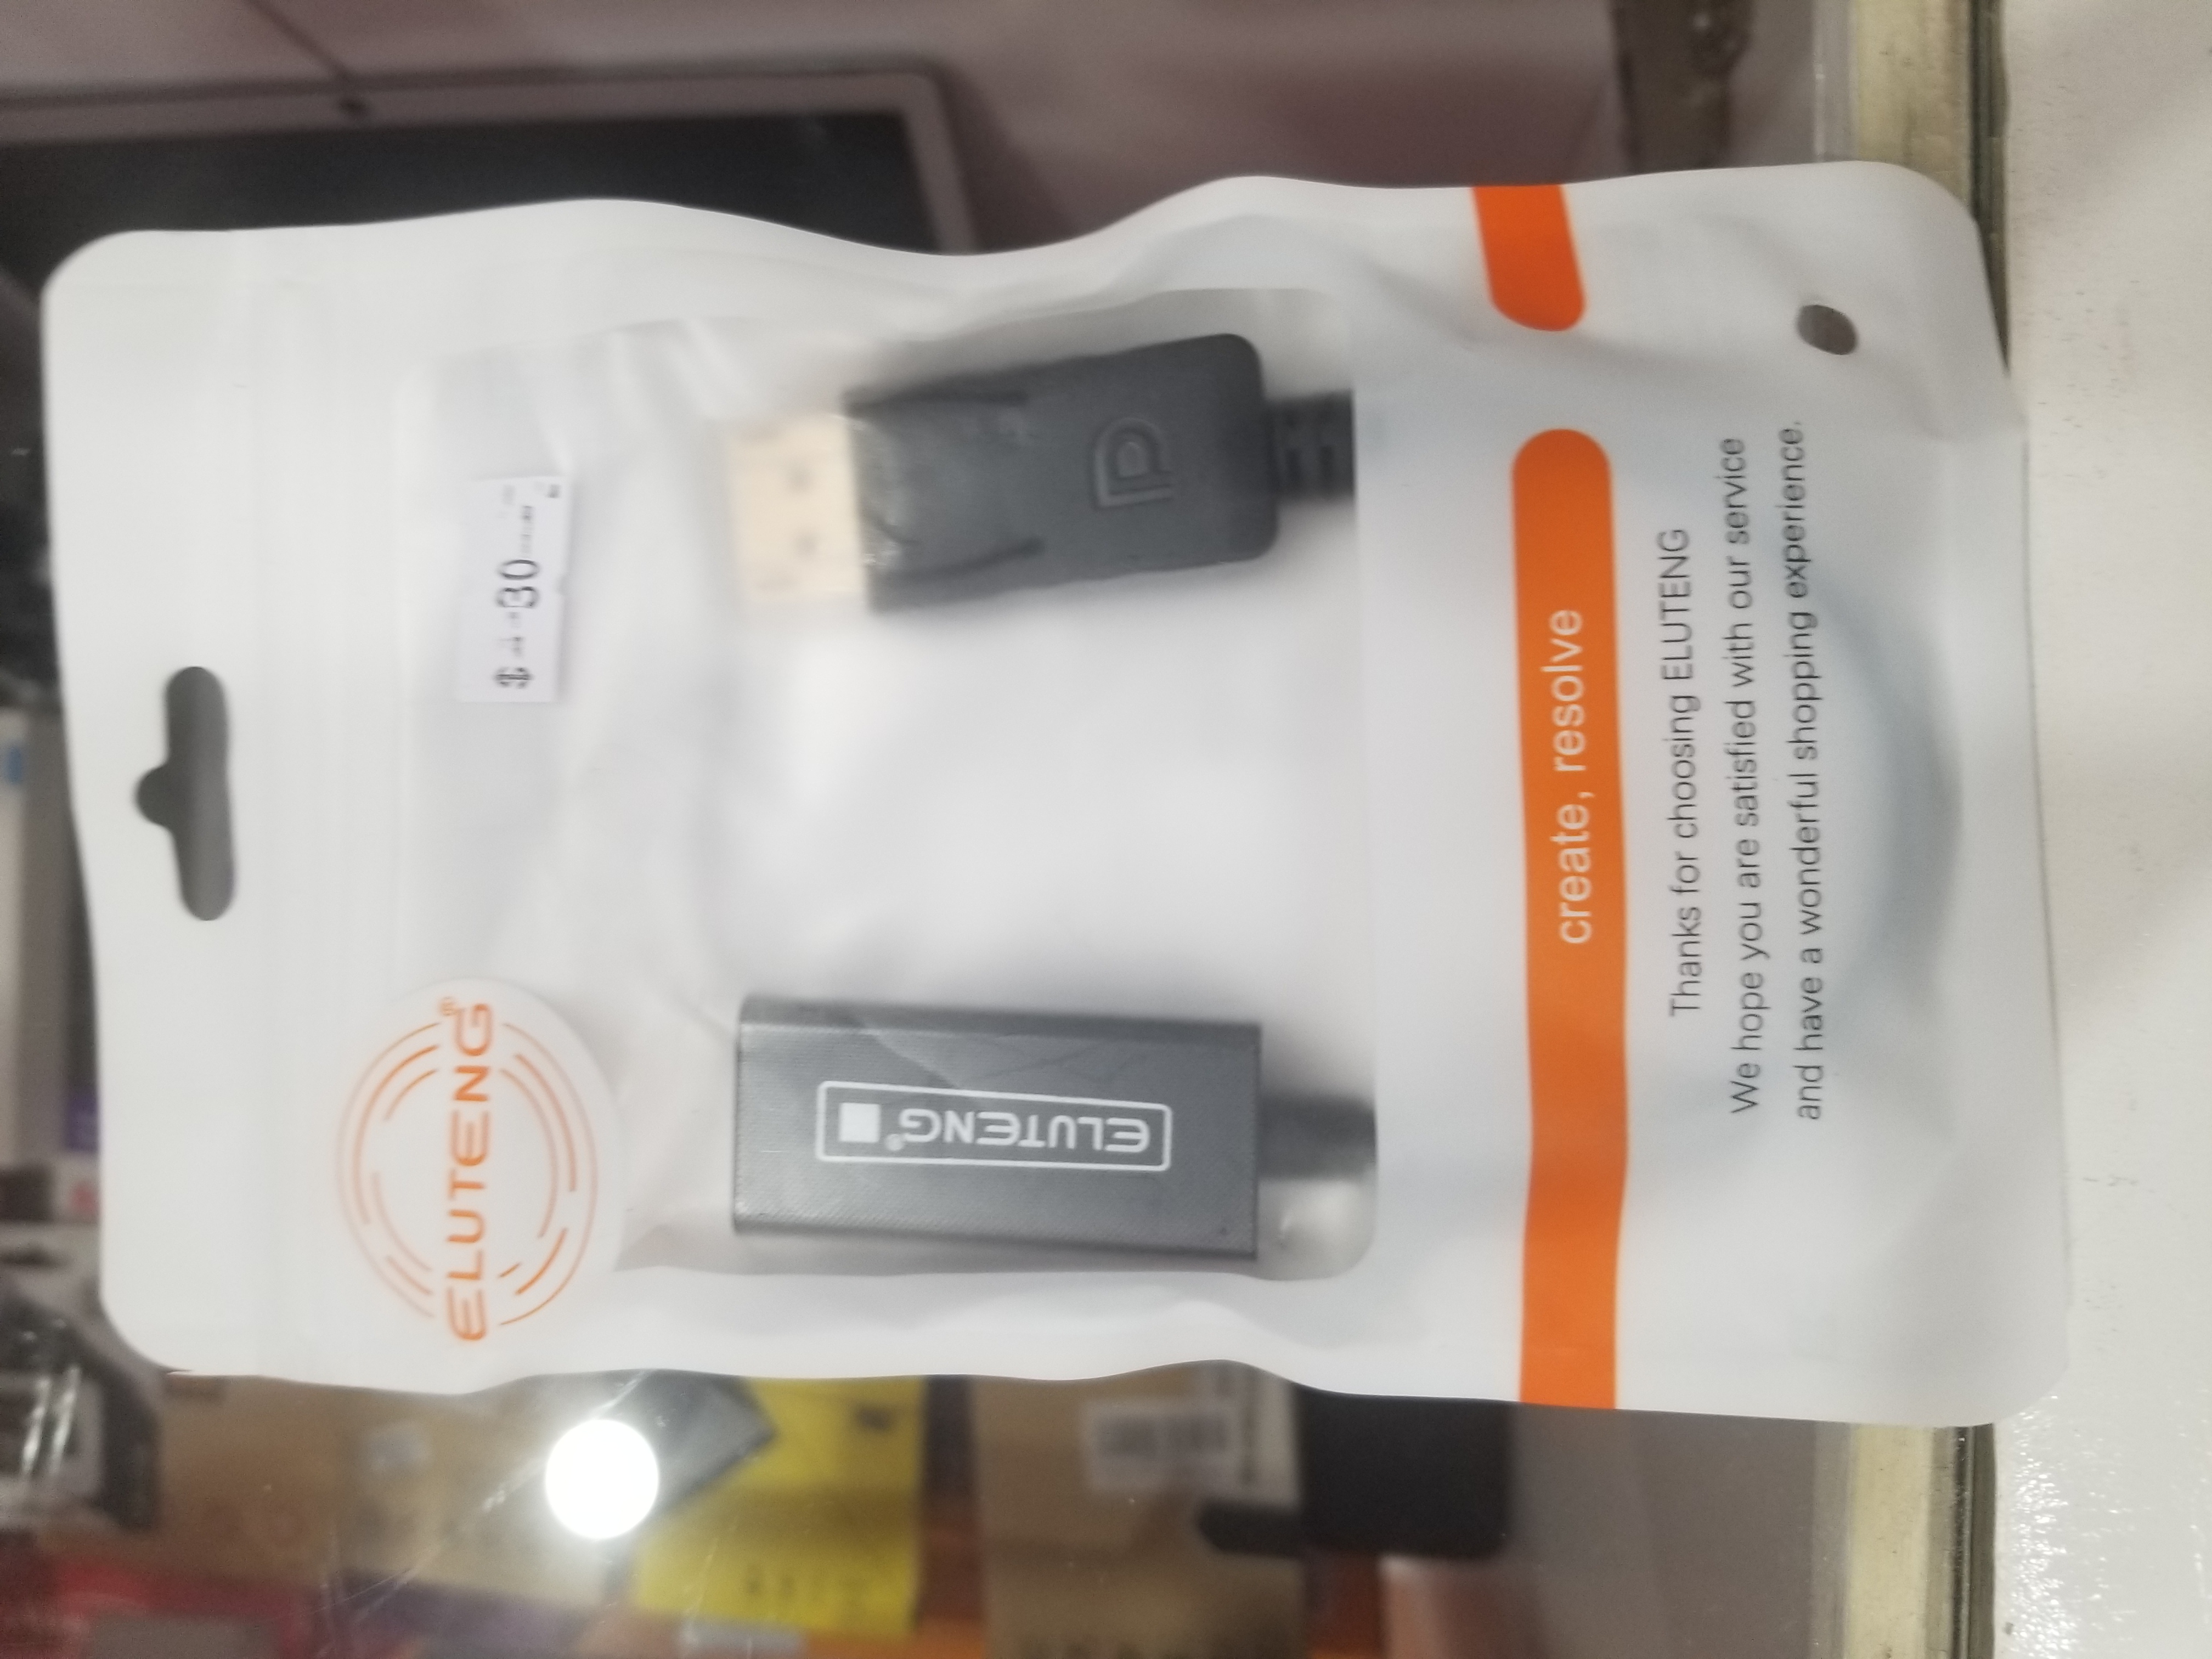 ELUTENG®
30
ELUTENG®
create, resolve
Thanks for choosing ELUTENG
We hope you are satisfied with our service
and have a wonderful shopping experience.